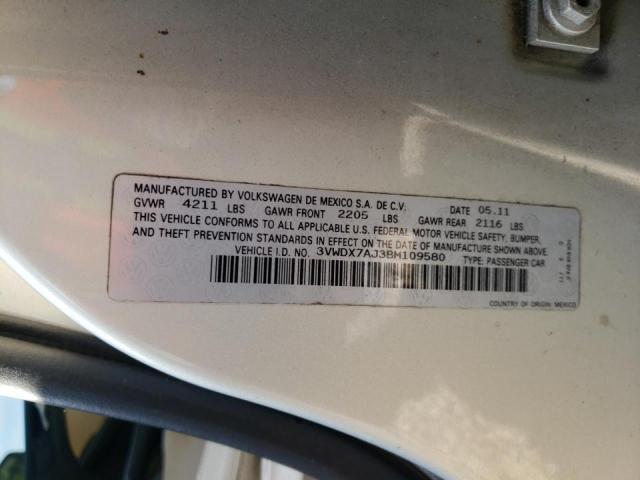 MANUFACTURED BY VOLKSWAGEN DE MEXICO S.A. DE C.V. DATE 05.11
GVWR 4211 LBS GAWR FRONT 2205 LBS GAWR REAR 2116 LBS
THIS VEHICLE CONFORMS TO ALL APPLICABLE U.S. FEDERAL MOTOR VEHICLE SAFETY, BUMPER,
AND THEFT PREVENTION STANDARDS IN EFFECT ON THE DATE OF MANUFACTURE SHOWN ABOVE
VEHICLE I.D. NO. 3VWDX7AJ3BM109580 TYPE: PASSENGER CAR
COUNTRY OF ORIGIN: MEXICO